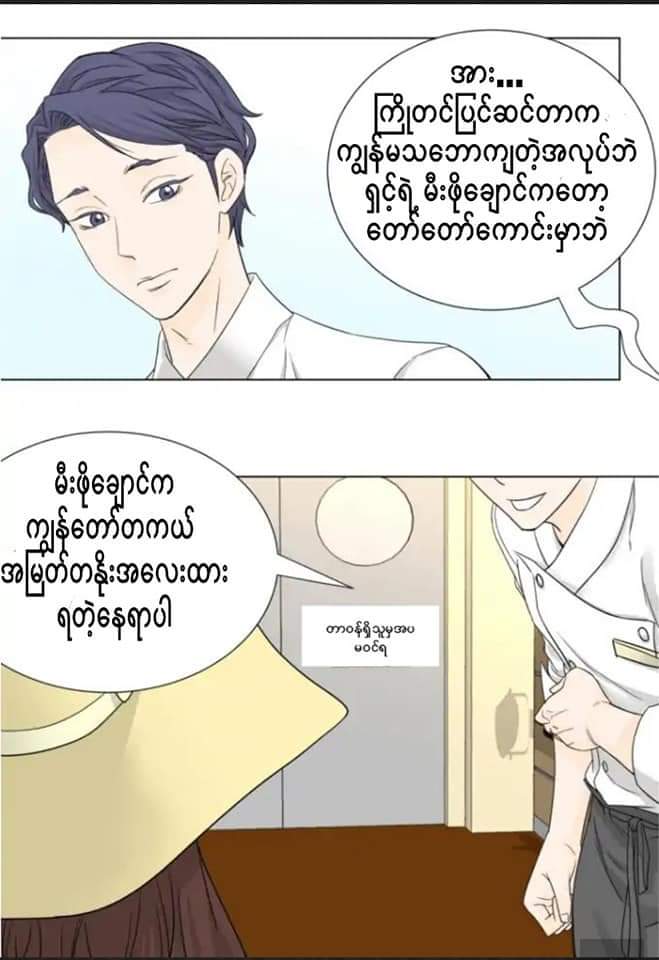 အား...
ကြိုတင်ပြင်ဆင်တာက
ကျွန်မသဘောကျတဲ့အလုပ်ဘဲ
ရှင့်ရဲ့ မီးဖိုချောင်ကတော့
တော်တော်ကောင်းမှာဘဲ
မီးဖိုချောင်က
ကျွန်တော်တကယ်
အမြတ်တနိုးအလေးထား
ရတဲ့နေရာပါ
တာဝန်ရှိသူမှအပ
မဝင်ရ